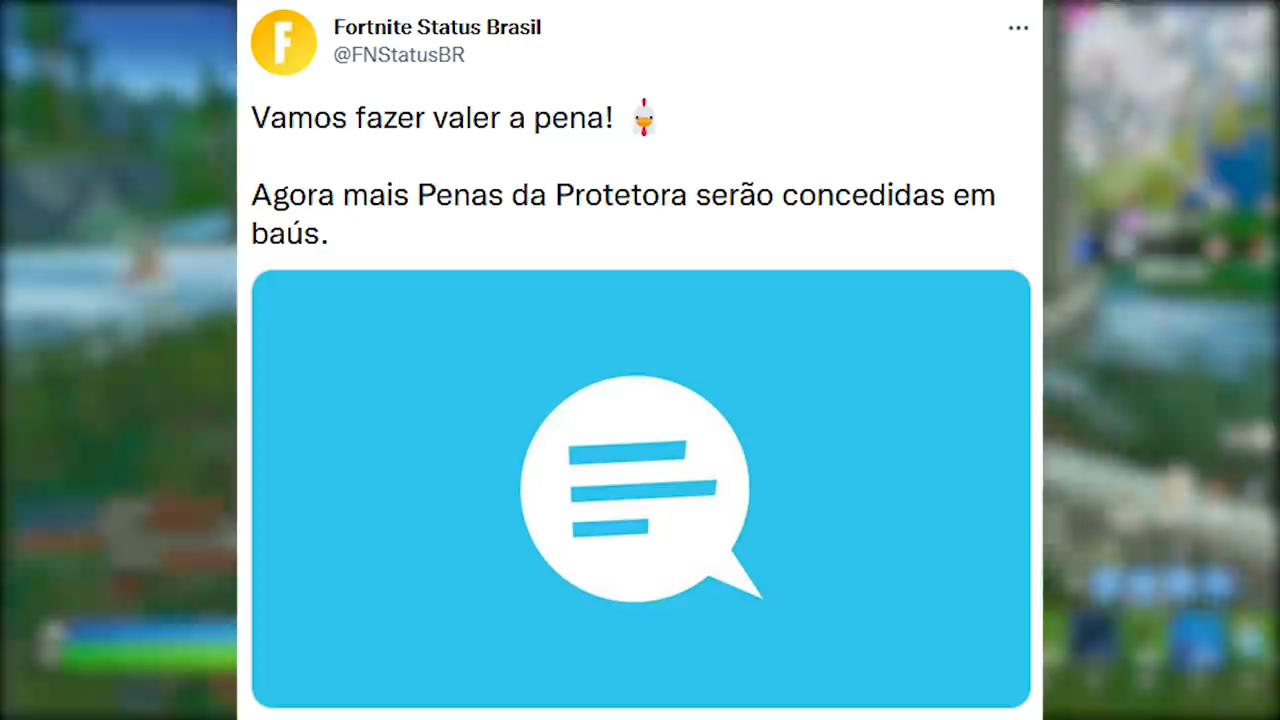 Fortnite Status Brasil
@FNStatusBR
Vamos fazer valer a pena! 🐔
Agora mais Penas da Protetora serão concedidas em
baús.